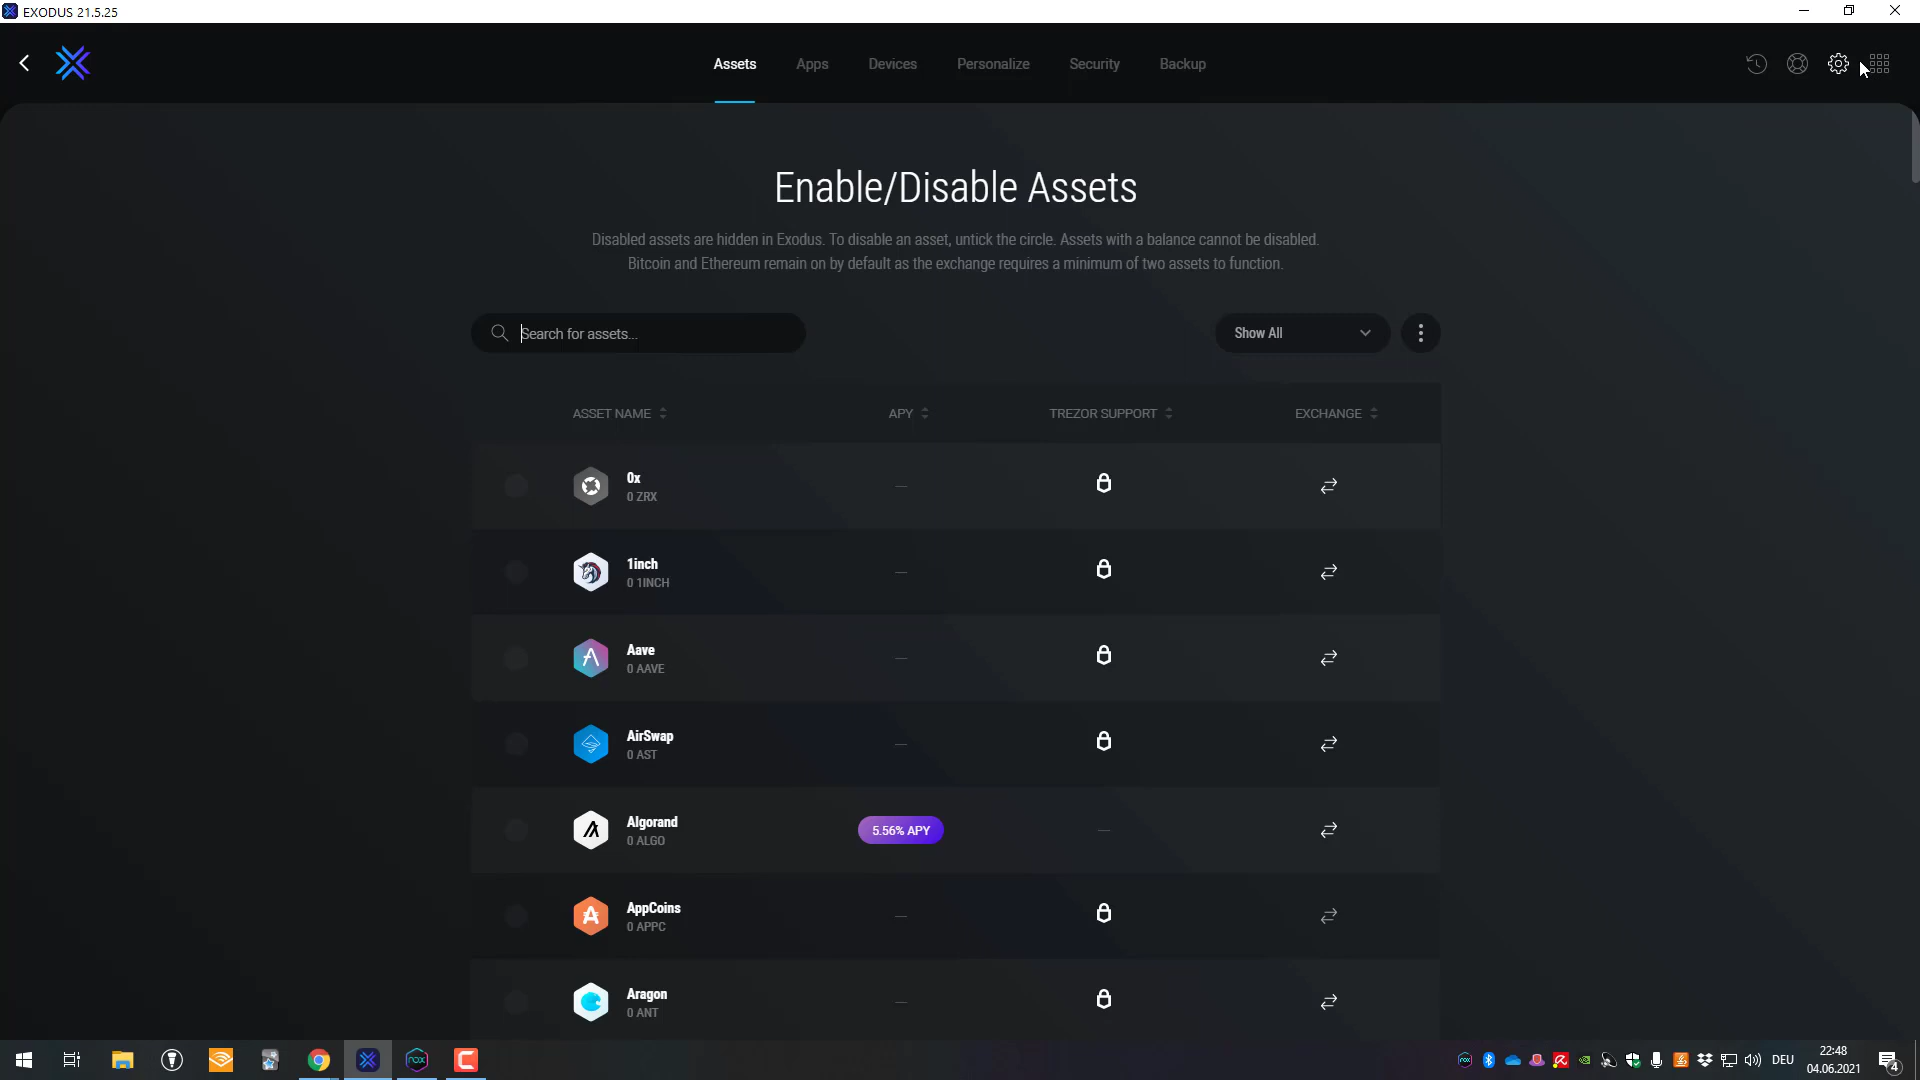 EXODUS 21.5.25
Assets Apps Devices Personalize Security Backup
Enable/Disable Assets
Disabled assets are hidden in Exodus. To disable an asset, untick the circle. Assets with a balance cannot be disabled.
Bitcoin and Ethereum remain on by default as the exchange requires a minimum of two assets to function.
Search for assets...
Show All
ASSET NAME APY TREZOR SUPPORT EXCHANGE
0x
0 ZRX
—
1inch
0 1INCH
—
Aave
0 AAVE
—
AirSwap
0 AST
—
Algorand
0 ALGO
5.56% APY
—
AppCoins
0 APPC
—
Aragon
0 ANT
—
nox
DEU
22:48
04.06.2021
4